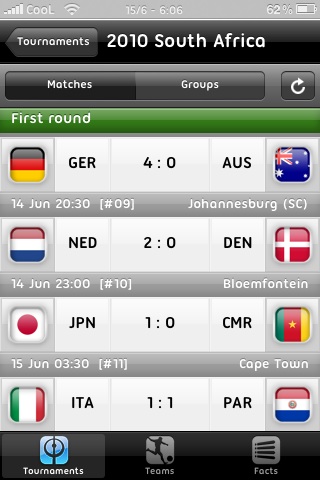 CooL 15/6 - 6:06 62%
Tournaments 2010 South Africa
Matches Groups
First round
GER 4 : 0 AUS
14 Jun 20:30 [#09] Johannesburg (SC)
NED 2 : 0 DEN
14 Jun 23:00 [#10] Bloemfontein
JPN 1 : 0 CMR
15 Jun 03:30 [#11] Cape Town
ITA 1 : 1 PAR
Tournaments Teams Facts